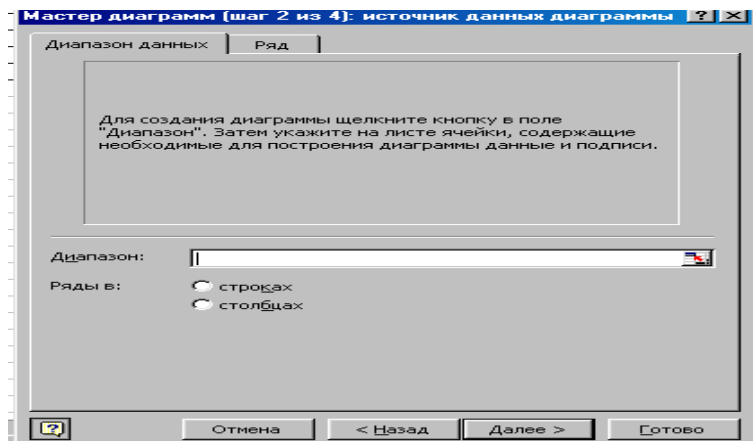 Мастер диаграмм (шаг 2 из 4): источник данных диаграммы
Диапазон данных Ряд
Для создания диаграммы щелкните кнопку в поле
"Диапазон". Затем укажите на листе ячейки, содержащие
необходимые для построения диаграммы данные и подписи.
Диапазон:
Ряды в: строках
столбцах
Отмена < Назад Далее > Готово